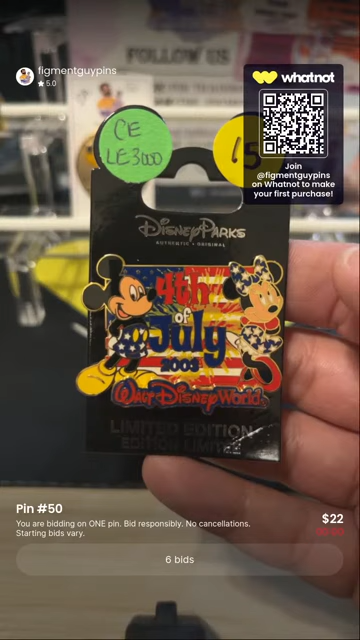 figmentguypins
★ 5.0
FOLLOW US
whatnot
Join
@figmentguypins
on Whatnot to make
your first purchase!
CE
LE3000
15
Disney Parks
AUTHENTIC • ORIGINAL
4th
of
July
2009
Walt Disney World
LIMITED EDITION
Pin #50
$22
You are bidding on ONE pin. Bid responsibly. No cancellations.
Starting bids vary.
6 bids